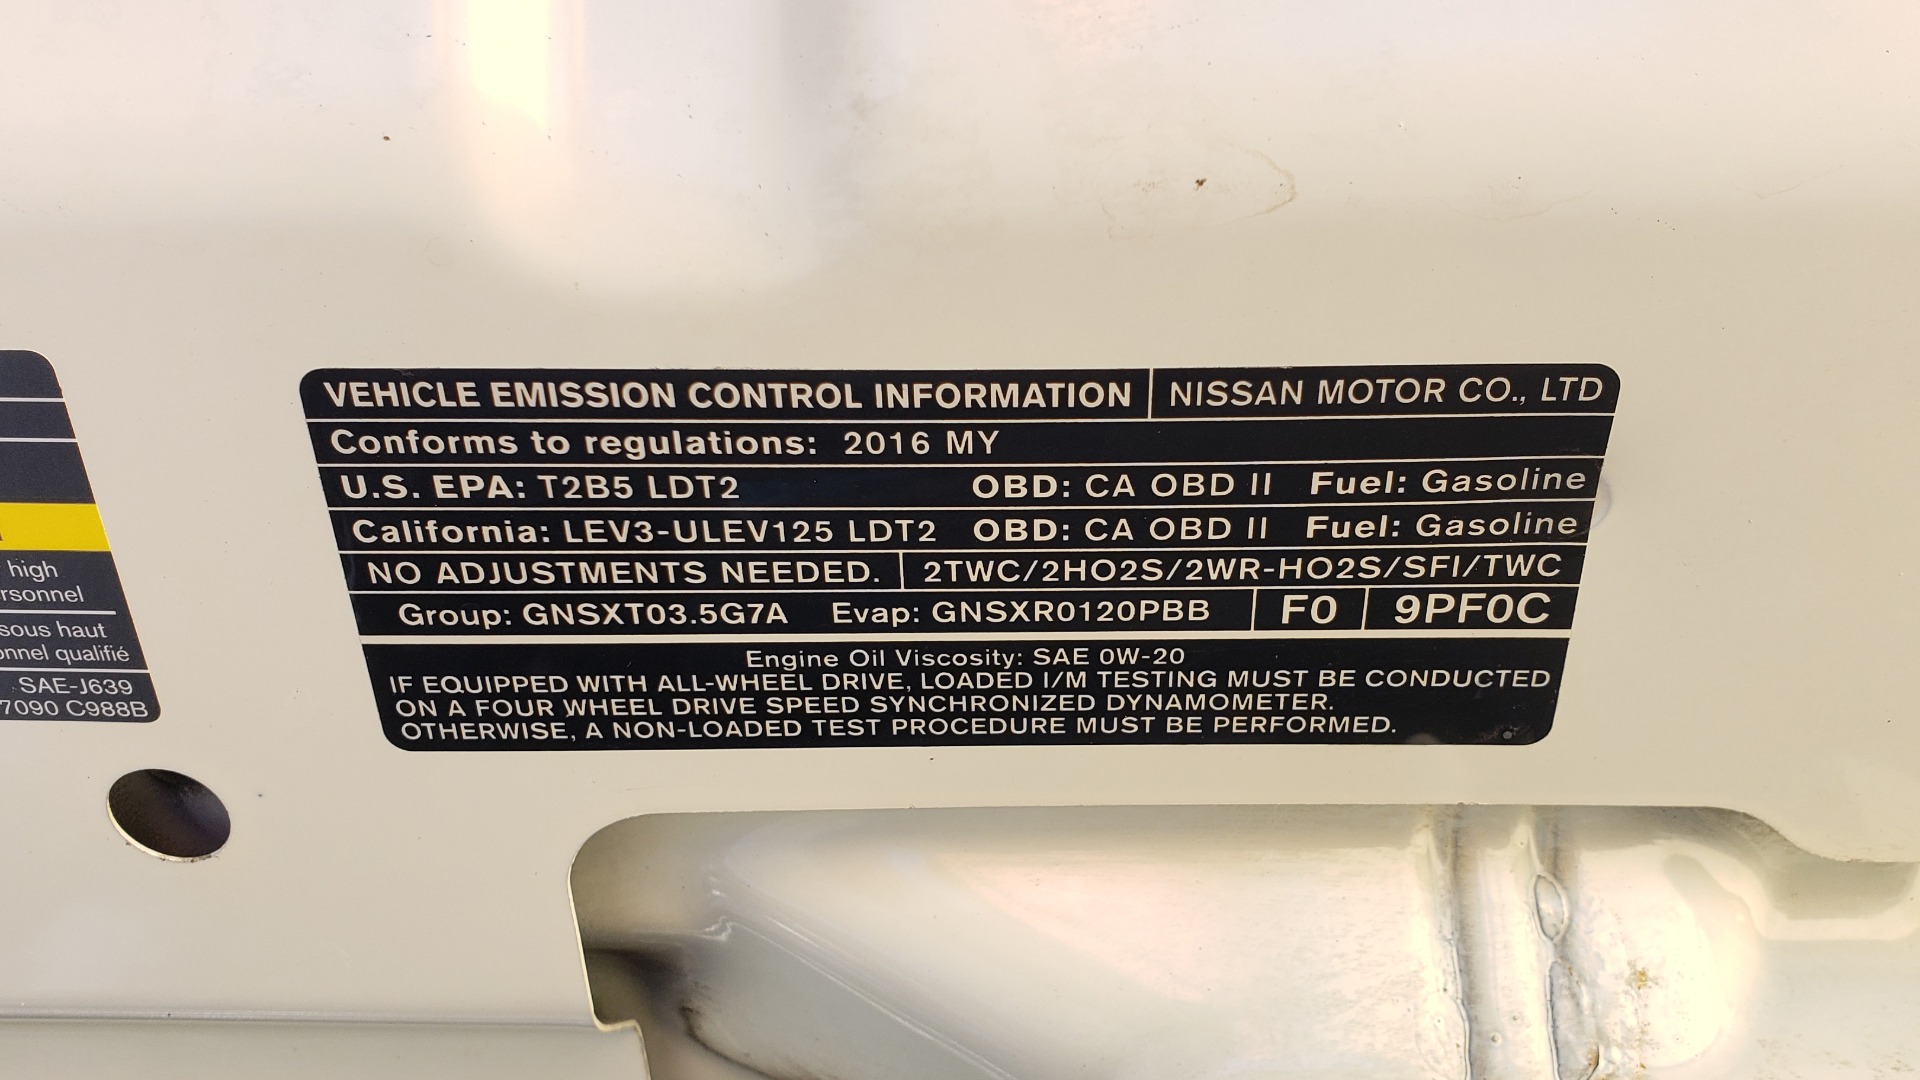 VEHICLE EMISSION CONTROL INFORMATION NISSAN MOTOR CO., LTD
Conforms to regulations: 2016 MY
U.S. EPA: T2B5 LDT2 OBD: CA OBD II Fuel: Gasoline
California: LEV3-ULEV125 LDT2 OBD: CA OBD II Fuel: Gasoline
NO ADJUSTMENTS NEEDED. 2TWC/2HO2S/2WR-HO2S/SFI/TWC
Group: GNSXT03.5G7A Evap: GNSXR0120PBB F0 9PF0C
Engine Oil Viscosity: SAE 0W-20
IF EQUIPPED WITH ALL-WHEEL DRIVE, LOADED I/M TESTING MUST BE CONDUCTED
ON A FOUR WHEEL DRIVE SPEED SYNCHRONIZED DYNAMOMETER.
OTHERWISE, A NON-LOADED TEST PROCEDURE MUST BE PERFORMED.
high
rsonnel
sous haut
onnel qualifié
SAE-J639
7090 C988B